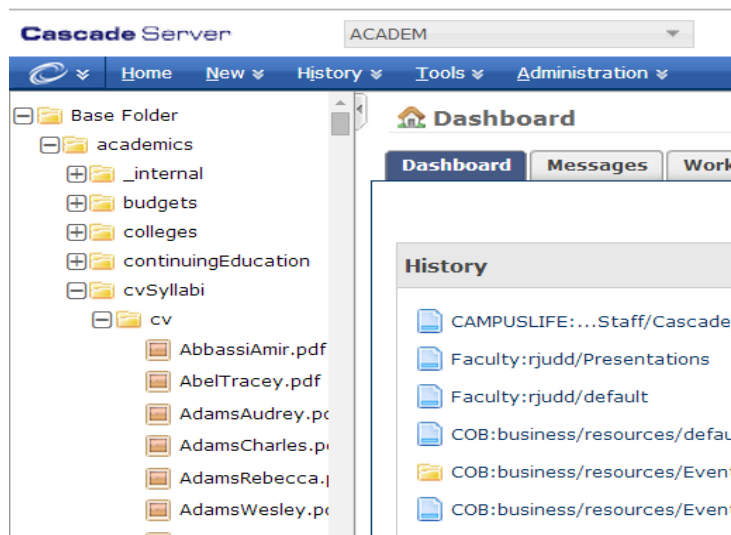 Cascade Server
ACADEM
Home New History Tools Administration
Base Folder
academics
_internal
budgets
colleges
continuingEducation
cvSyllabi
cv
AbbassiAmir.pdf
AbelTracey.pdf
AdamsAudrey.pd
AdamsCharles.p
AdamsRebecca.
AdamsWesley.pd
Dashboard
Dashboard Messages Work
History
CAMPUSLIFE:...Staff/Cascade
Faculty:rjudd/Presentations
Faculty:rjudd/default
COB:business/resources/defau
COB:business/resources/Event
COB:business/resources/Event